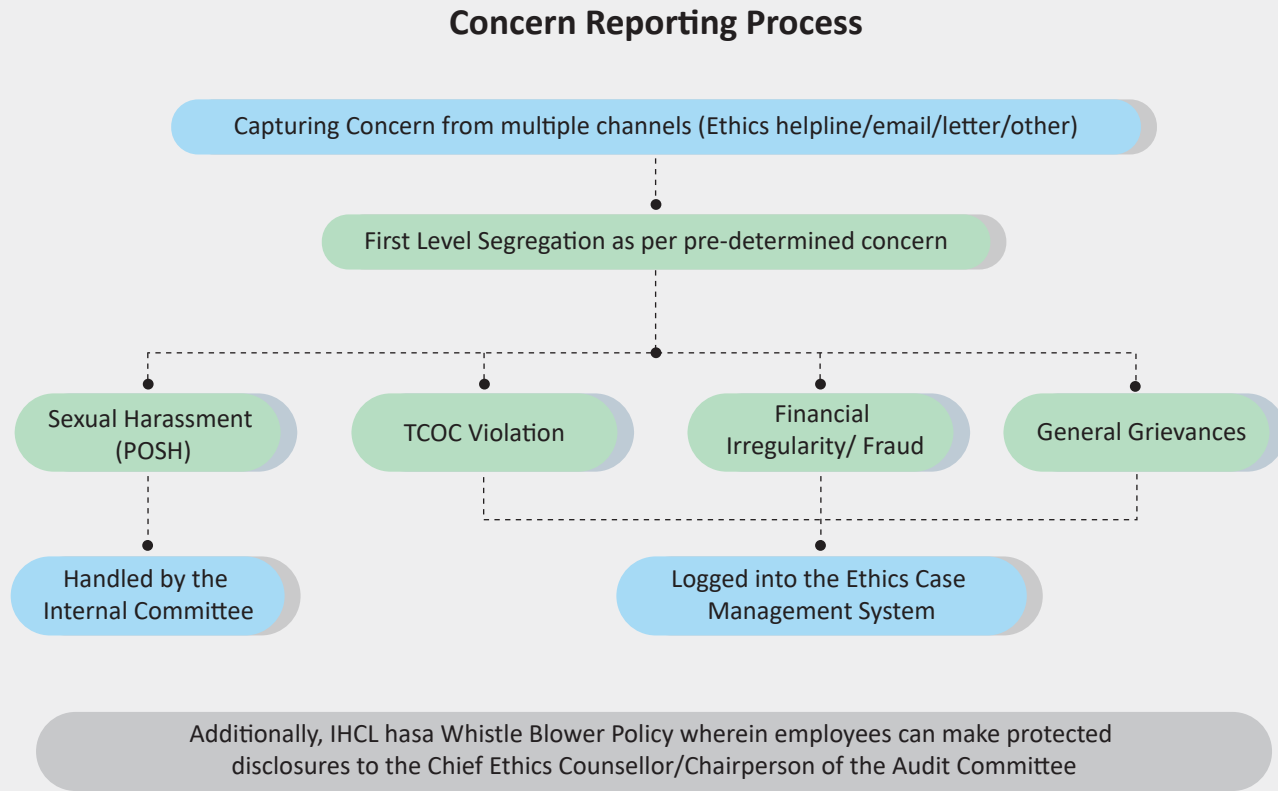 Concern Reporting Process
Capturing Concern from multiple channels (Ethics helpline/email/letter/other)
First Level Segregation as per pre-determined concern
Sexual Harassment
(POSH)
TCOC Violation
Financial
Irregularity/ Fraud
General Grievances
Handled by the
Internal Committee
Logged into the Ethics Case
Management System
Additionally, IHCL hasa Whistle Blower Policy wherein employees can make protected
disclosures to the Chief Ethics Counsellor/Chairperson of the Audit Committee